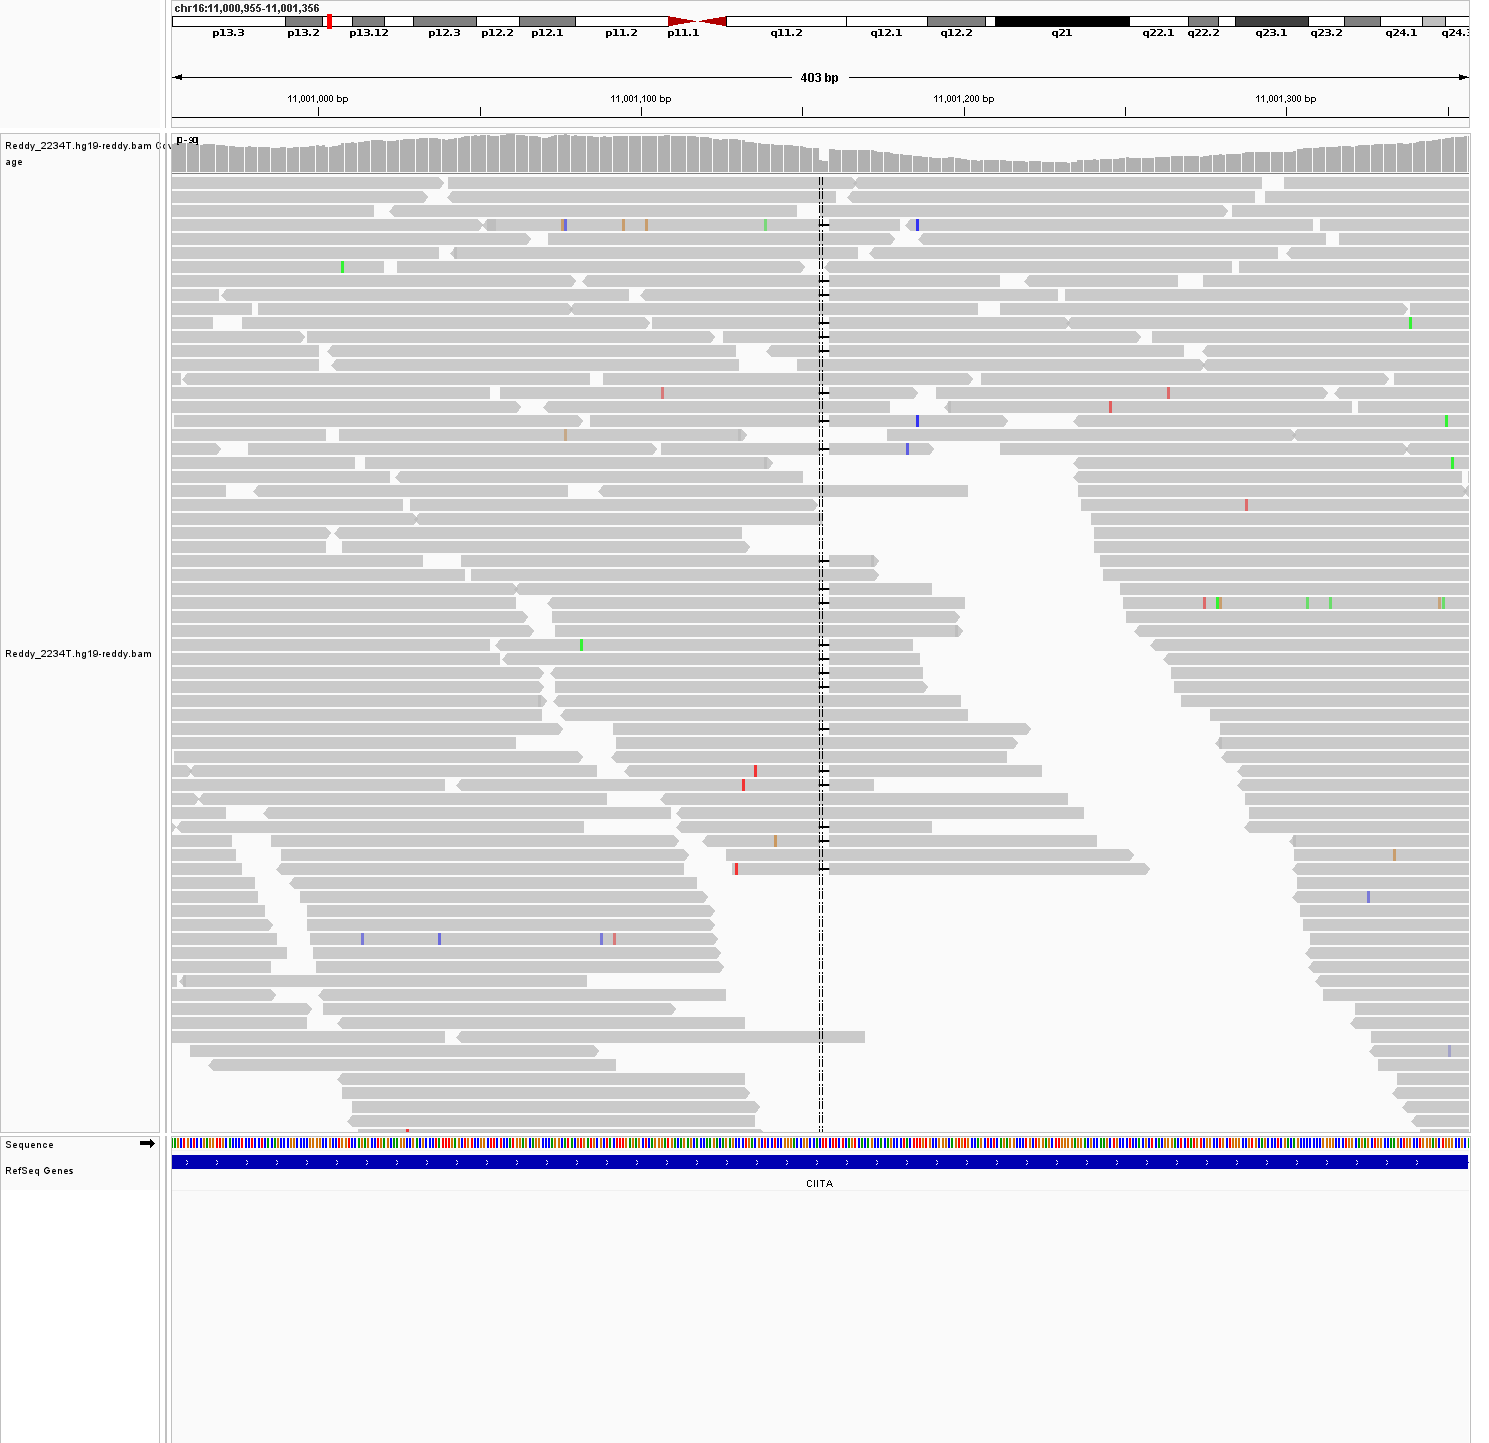 chr16:11,000,955-11,001,356
p13.3 p13.2 p13.12 p12.3 p12.2 p12.1 p11.2 p11.1 q11.2 q12.1 q12.2 q21 q22.1 q22.2 q23.1 q23.2 q24.1 q24.3
403 bp
11,001,000 bp 11,001,100 bp 11,001,200 bp 11,001,300 bp
Reddy_2234T.hg19-reddy.bam Cov
age
Reddy_2234T.hg19-reddy.bam
Sequence
RefSeq Genes
CIITA